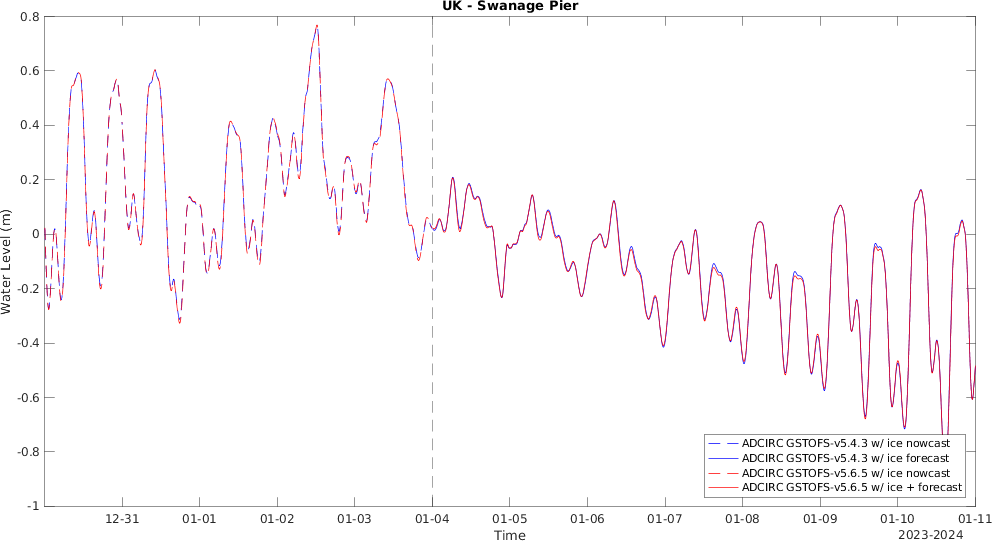 UK - Swanage Pier
0.8
0.6
0.4
0.2
0
-0.2
-0.4
-0.6
-0.8
-1
Water Level (m)
12-31 01-01 01-02 01-03 01-04 01-05 01-06 01-07 01-08 01-09 01-10 01-11
Time
2023-2024
ADCIRC GSTOFS-v5.4.3 w/ ice nowcast
ADCIRC GSTOFS-v5.4.3 w/ ice forecast
ADCIRC GSTOFS-v5.6.5 w/ ice nowcast
ADCIRC GSTOFS-v5.6.5 w/ ice + forecast